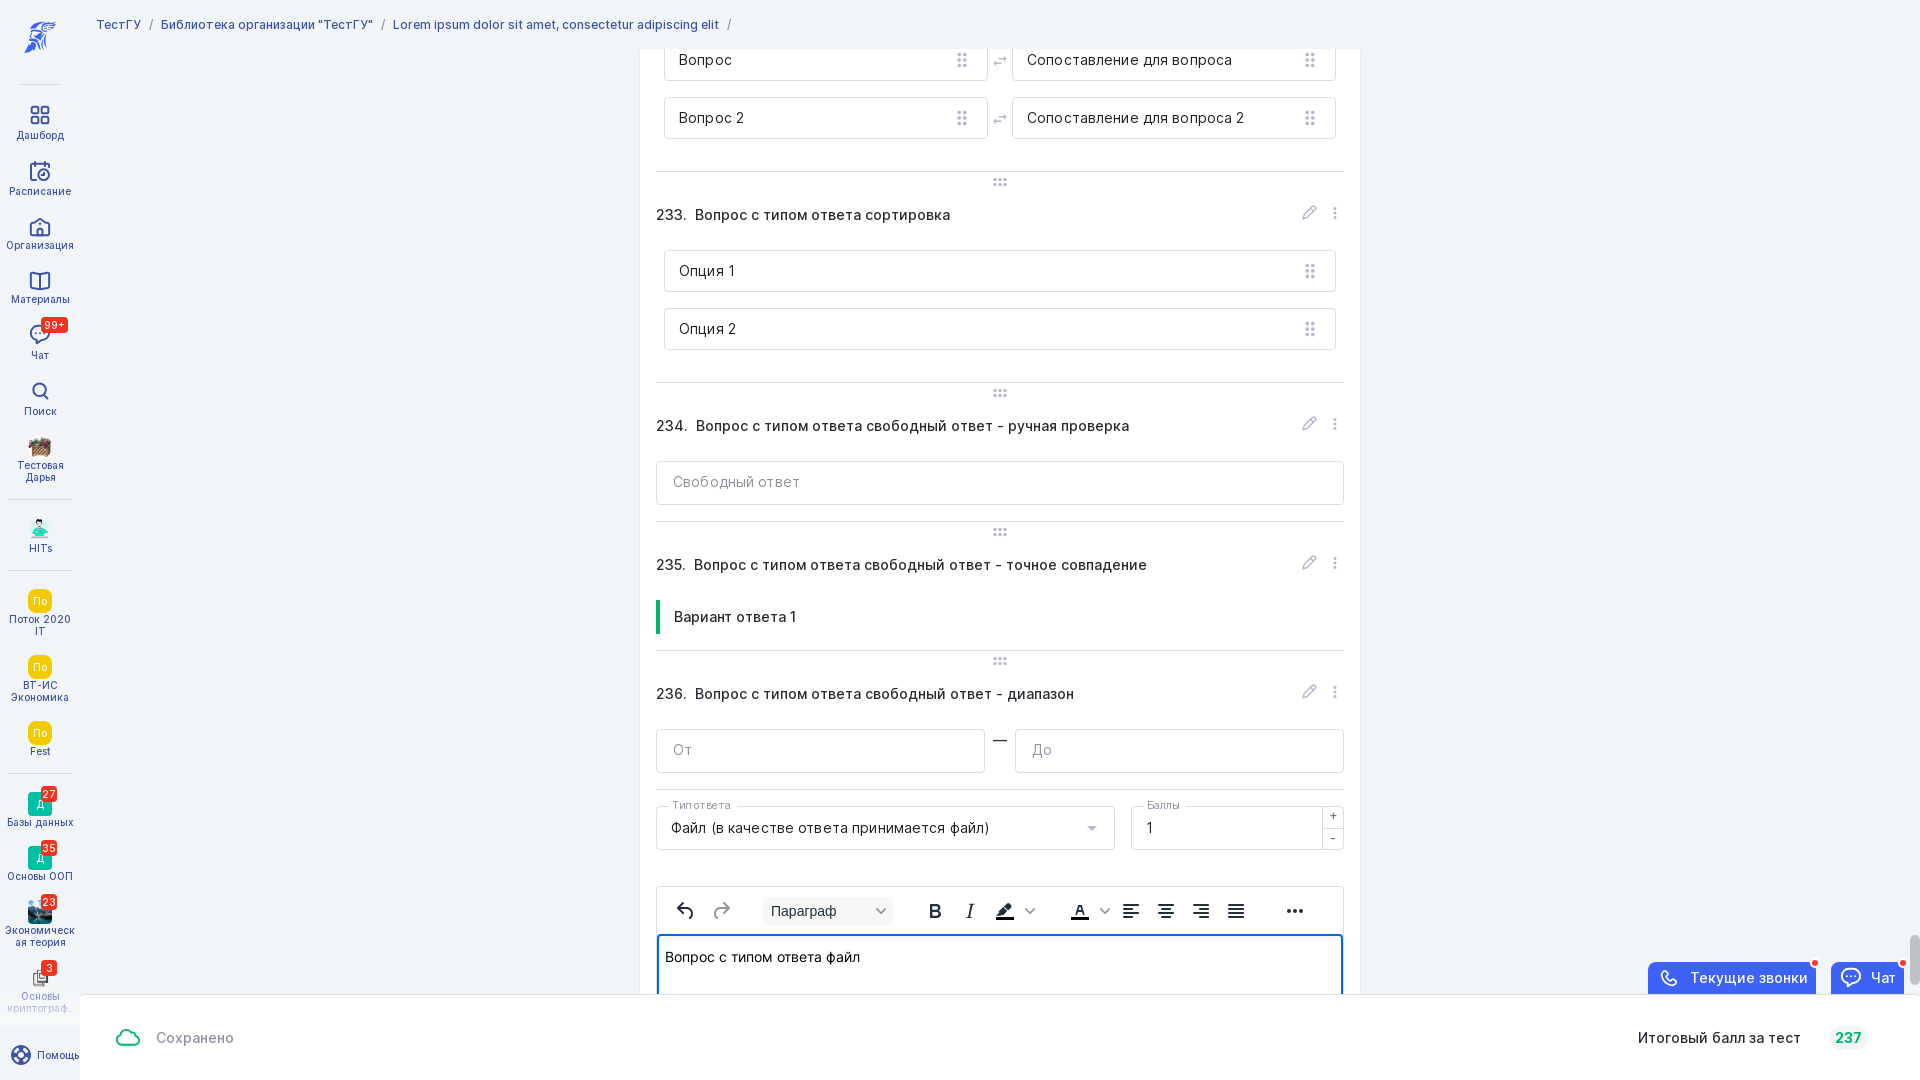 ТестГУ / Библиотека организации "ТестГУ" / Lorem ipsum dolor sit amet, consectetur adipiscing elit /
Дашборд
Расписание
Организация
Материалы
99+
Чат
Поиск
Тестовая
Дарья
HITs
По
Поток 2020
IT
По
ВТ-ИС
Экономика
По
Fest
27
Д
Базы данных
35
Д
Основы ООП
23
Экономическ
ая теория
3
Основы
криптограф...
Помощь
Вопрос
Сопоставление для вопроса
Вопрос 2
Сопоставление для вопроса 2
233. Вопрос с типом ответа сортировка
Опция 1
Опция 2
234. Вопрос с типом ответа свободный ответ - ручная проверка
Свободный ответ
235. Вопрос с типом ответа свободный ответ - точное совпадение
Вариант ответа 1
236. Вопрос с типом ответа свободный ответ - диапазон
От
—
До
Тип ответа
Файл (в качестве ответа принимается файл)
Баллы
1
+
-
Параграф
Вопрос с типом ответа файл
Текущие звонки
Чат
Сохранено
Итоговый балл за тест 237